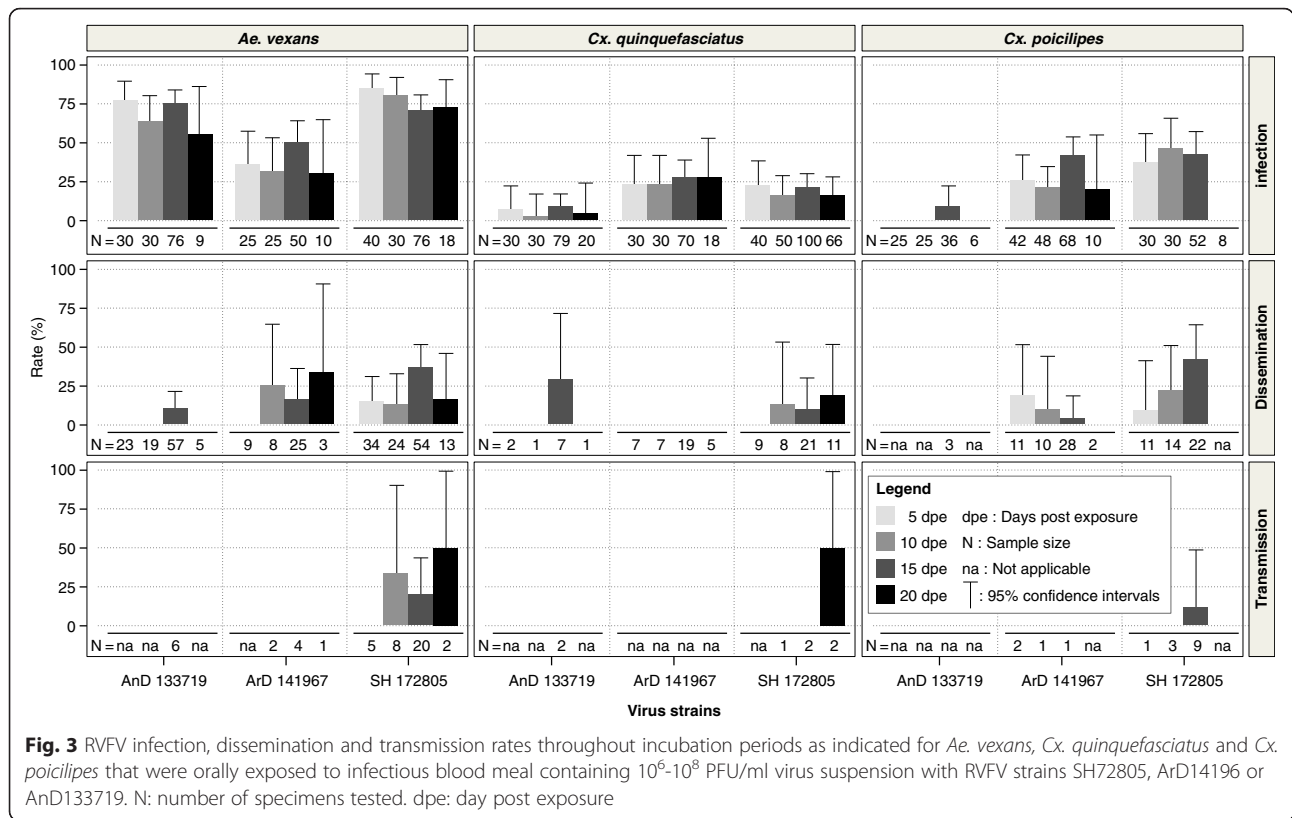 Ae. vexans Cx. quinquefasciatus Cx. poicilipes
100
75
50
25
0
infection
N = 30 30 76 9 25 25 50 10 40 30 76 18 N = 30 30 79 20 30 30 70 18 40 50 100 66 N = 25 25 36 6 42 48 68 10 30 30 52 8
Rate (%)
100
75
50
25
0
Dissemination
N = 23 19 57 5 9 8 25 3 34 24 54 13 N = 2 1 7 1 7 7 19 5 9 8 21 11 N = na na 3 na 11 10 28 2 11 14 22 na
100
75
50
25
0
Transmission
Legend
5 dpe dpe : Days post exposure
10 dpe N : Sample size
15 dpe na : Not applicable
20 dpe : 95% confidence intervals
N = na na 6 na na 2 4 1 5 8 20 2 N = na na 2 na na na na na na 1 2 2 N = na na na na 2 1 1 na 1 3 9 na
AnD 133719 ArD 141967 SH 172805 AnD 133719 ArD 141967 SH 172805 AnD 133719 ArD 141967 SH 172805
Virus strains
Fig. 3 RVFV infection, dissemination and transmission rates throughout incubation periods as indicated for Ae. vexans, Cx. quinquefasciatus and Cx.
poicilipes that were orally exposed to infectious blood meal containing 10⁶-10⁸ PFU/ml virus suspension with RVFV strains SH72805, ArD14196 or
AnD133719. N: number of specimens tested. dpe: day post exposure